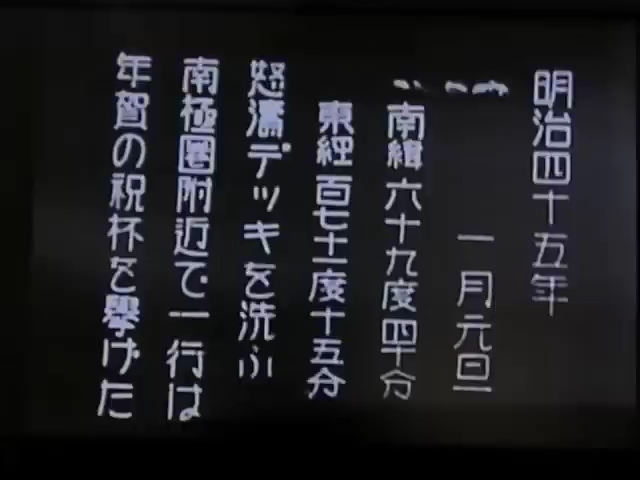 明治四十五年
一月元旦
南緯六十九度四十分
東経百七十一度十五分
怒濤デッキを洗ふ
南極圏附近で一行は
年賀の祝杯を擧げた